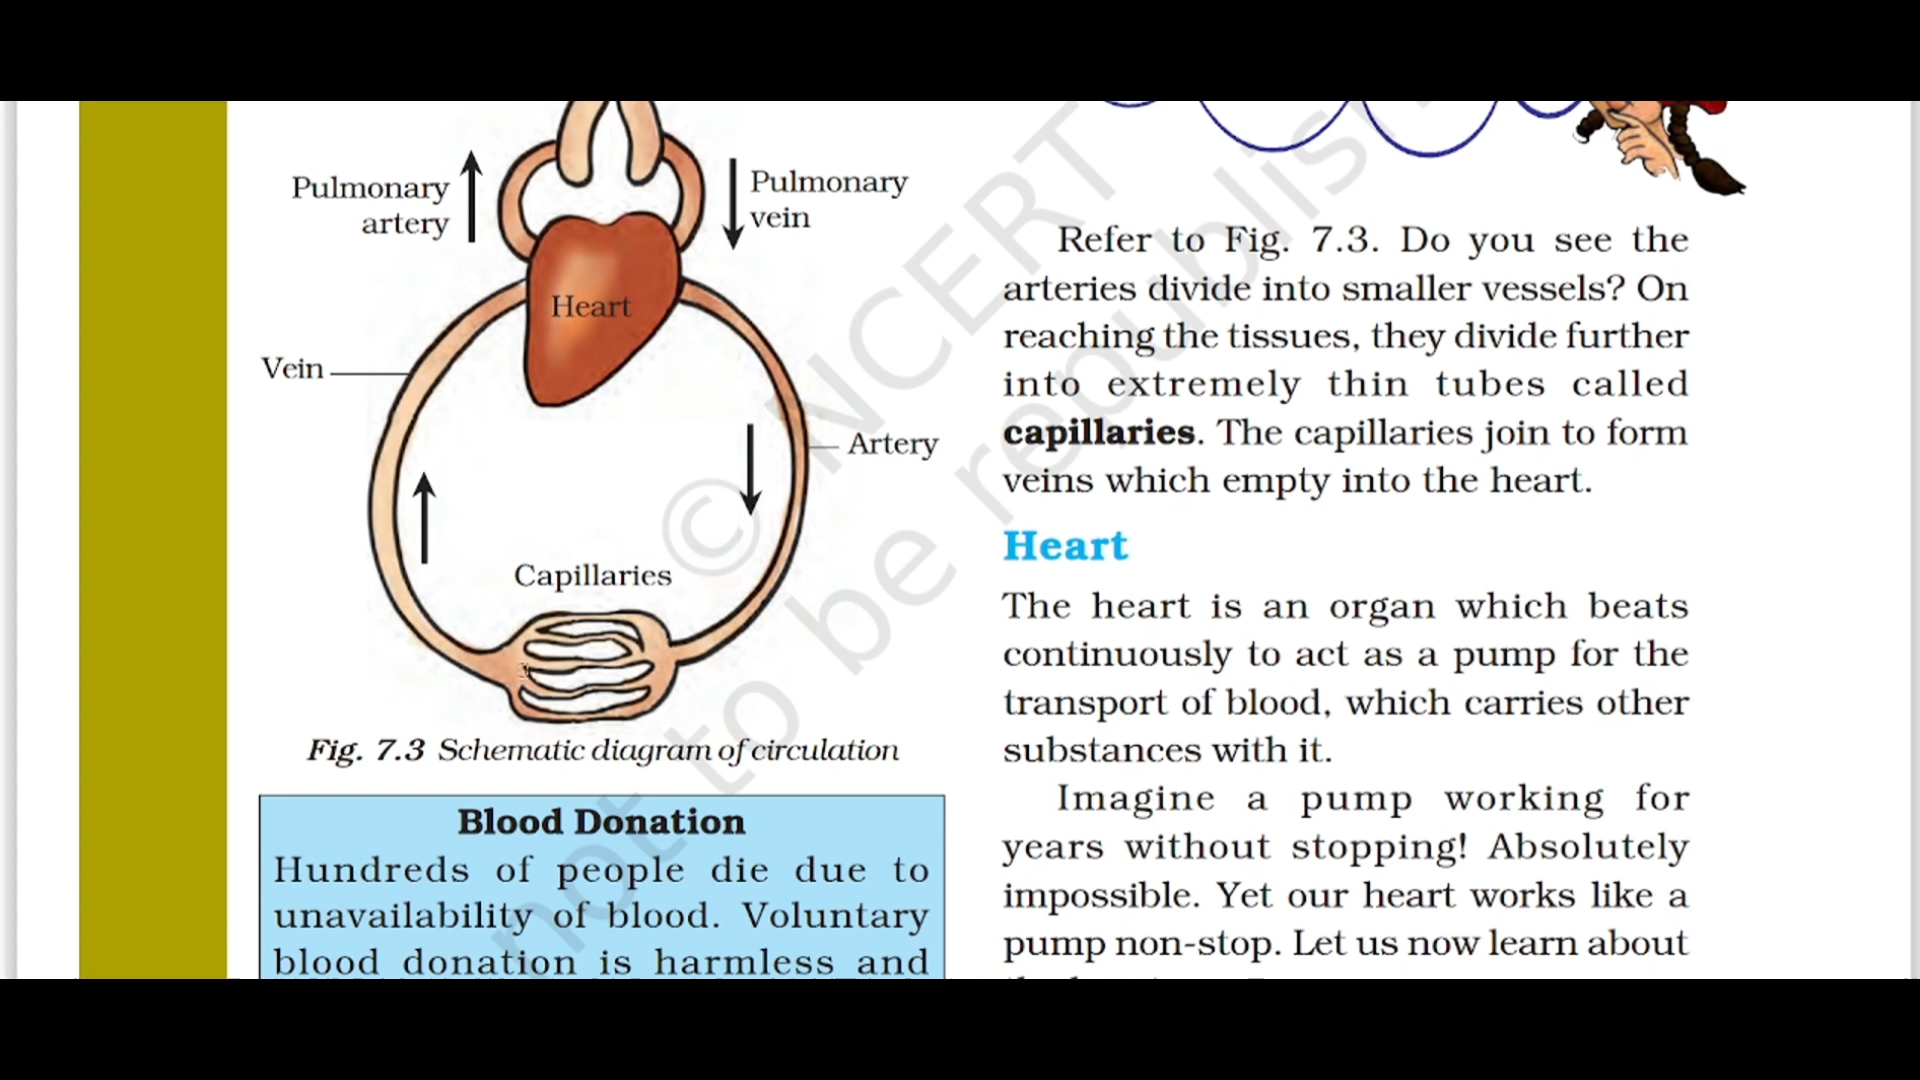 Pulmonary
artery
Pulmonary
vein
Heart
Vein
Artery
Capillaries
Fig. 7.3 Schematic diagram of circulation
Blood Donation
Hundreds of people die due to
unavailability of blood. Voluntary
blood donation is harmless and
Refer to Fig. 7.3. Do you see the
arteries divide into smaller vessels? On
reaching the tissues, they divide further
into extremely thin tubes called
capillaries. The capillaries join to form
veins which empty into the heart.
Heart
The heart is an organ which beats
continuously to act as a pump for the
transport of blood, which carries other
substances with it.
Imagine a pump working for
years without stopping! Absolutely
impossible. Yet our heart works like a
pump non-stop. Let us now learn about
© NCERT
not to be republis